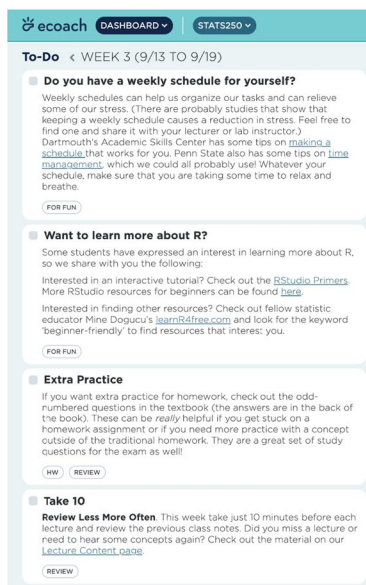 ecoach DASHBOARD STATS250
To-Do < WEEK 3 (9/13 TO 9/19)
Do you have a weekly schedule for yourself?
Weekly schedules can help us organize our tasks and can relieve
some of our stress. (There are probably studies that show that
keeping a weekly schedule causes a reduction in stress. Feel free to
find one and share it with your lecturer or lab instructor.)
Dartmouth's Academic Skills Center has some tips on making a
schedule that works for you. Penn State also has some tips on time
management, which we could all probably use! Whatever your
schedule, make sure that you are taking some time to relax and
breathe.
FOR FUN
Want to learn more about R?
Some students have expressed an interest in learning more about R,
so we share with you the following:
Interested in an interactive tutorial? Check out the RStudio Primers.
More RStudio resources for beginners can be found here.
Interested in finding other resources? Check out fellow statistic
educator Mine Dogucu's learnR4free.com and look for the keyword
'beginner-friendly' to find resources that interest you.
FOR FUN
Extra Practice
If you want extra practice for homework, check out the odd-
numbered questions in the textbook (the answers are in the back of
the book). These can be really helpful if you get stuck on a
homework assignment or if you need more practice with a concept
outside of the traditional homework. They are a great set of study
questions for the exam as well!
HW REVIEW
Take 10
Review Less More Often. This week take just 10 minutes before each
lecture and review the previous class notes. Did you miss a lecture or
need to hear some concepts again? Check out the material on our
Lecture Content page.
REVIEW